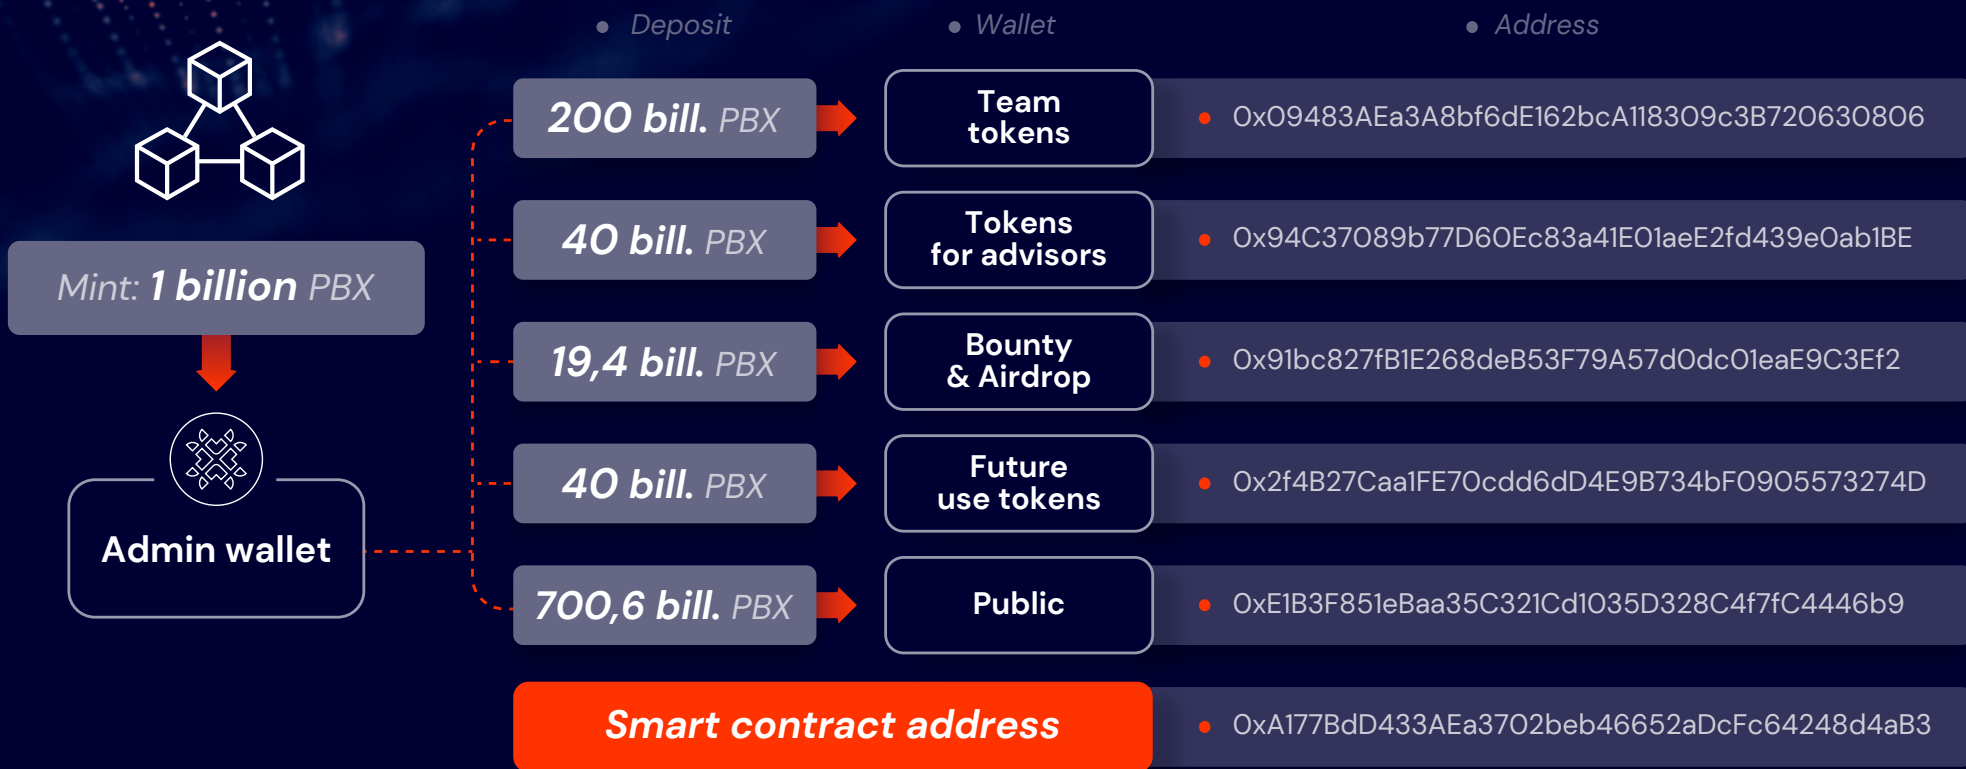 Deposit
Wallet
Address
200 bill. PBX
Team
tokens
0x09483AEa3A8bf6dE162bcA118309c3B720630806
40 bill. PBX
Tokens
for advisors
0x94C37089b77D60Ec83a41E01aeE2fd439e0ab1BE
Mint: 1 billion PBX
19,4 bill. PBX
Bounty
& Airdrop
0x91bc827fB1E268deB53F79A57d0dc01eaE9C3Ef2
40 bill. PBX
Future
use tokens
0x2f4B27Caa1FE70cdd6dD4E9B734bF0905573274D
Admin wallet
700,6 bill. PBX
Public
0xE1B3F851eBaa35C321Cd1035D328C4f7fC4446b9
Smart contract address
0xA177BdD433AEa3702beb46652aDcFc64248d4aB3